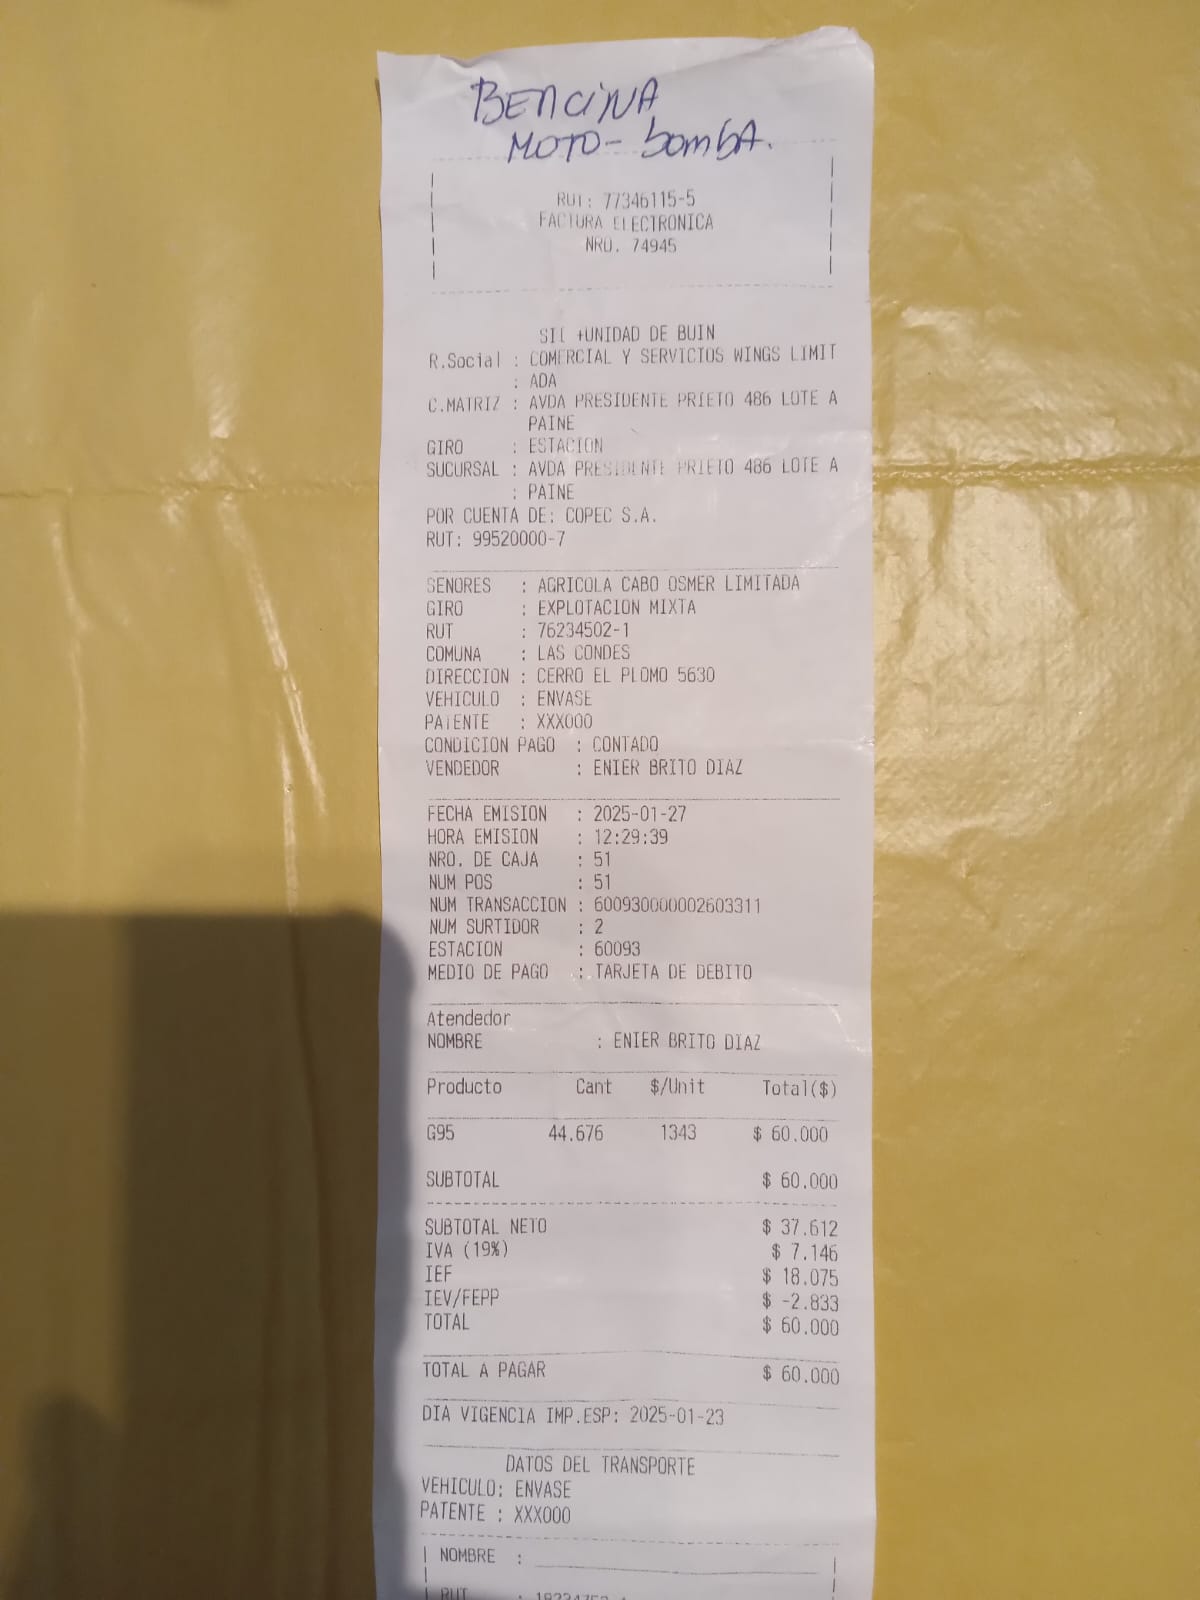 BENCINA
MOTO- bombA.
RUT: 77346115-5
FACTURA ELECTRONICA
NRO. 74945
SII +UNIDAD DE BUIN
R.Social : COMERCIAL Y SERVICIOS WINGS LIMIT
: ADA
C.MATRIZ : AVDA PRESIDENTE PRIETO 486 LOTE A
PAINE
GIRO : ESTACION
SUCURSAL : AVDA PRESIDENTE PRIETO 486 LOTE A
: PAINE
POR CUENTA DE: COPEC S.A.
RUT: 99520000-7
SENORES : AGRICOLA CABO OSMER LIMITADA
GIRO : EXPLOTACION MIXTA
RUT : 76234502-1
COMUNA : LAS CONDES
DIRECCION : CERRO EL PLOMO 5630
VEHICULO : ENVASE
PATENTE : XXX000
CONDICION PAGO : CONTADO
VENDEDOR : ENIER BRITO DIAZ
FECHA EMISION : 2025-01-27
HORA EMISION : 12:29:39
NRO. DE CAJA : 51
NUM POS : 51
NUM TRANSACCION : 600930000002603311
NUM SURTIDOR : 2
ESTACION : 60093
MEDIO DE PAGO : TARJETA DE DEBITO
Atendedor
NOMBRE : ENIER BRITO DIAZ
Producto Cant $/Unit Total($)
G95 44.676 1343 $ 60.000
SUBTOTAL $ 60.000
SUBTOTAL NETO $ 37.612
IVA (19%) $ 7.146
IEF $ 18.075
IEV/FEPP $ -2.833
TOTAL $ 60.000
TOTAL A PAGAR $ 60.000
DIA VIGENCIA IMP.ESP: 2025-01-23
DATOS DEL TRANSPORTE
VEHICULO: ENVASE
PATENTE : XXX000
NOMBRE :
RUT :